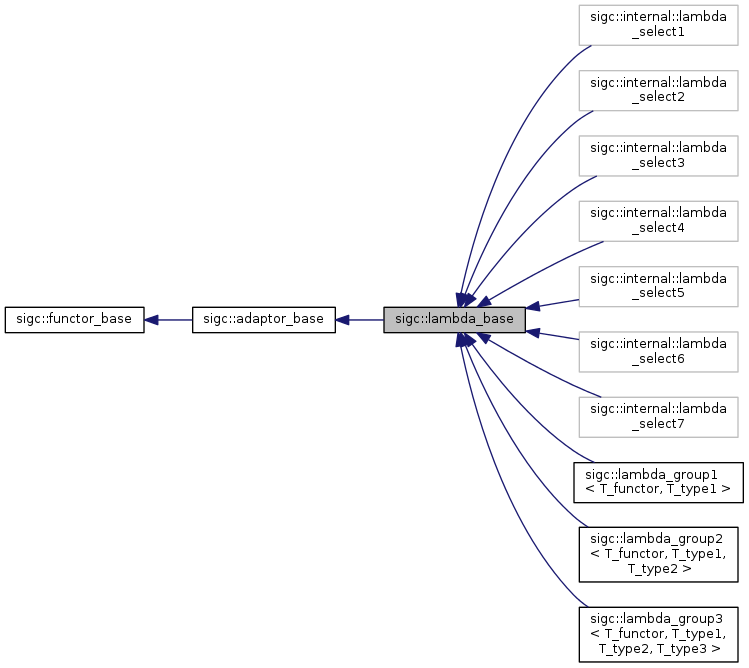 sigc::internal::lambda
_select1
sigc::internal::lambda
_select2
sigc::internal::lambda
_select3
sigc::internal::lambda
_select4
sigc::internal::lambda
_select5
sigc::functor_base
sigc::adaptor_base
sigc::lambda_base
sigc::internal::lambda
_select6
sigc::internal::lambda
_select7
sigc::lambda_group1
< T_functor, T_type1 >
sigc::lambda_group2
< T_functor, T_type1,
T_type2 >
sigc::lambda_group3
< T_functor, T_type1,
T_type2, T_type3 >